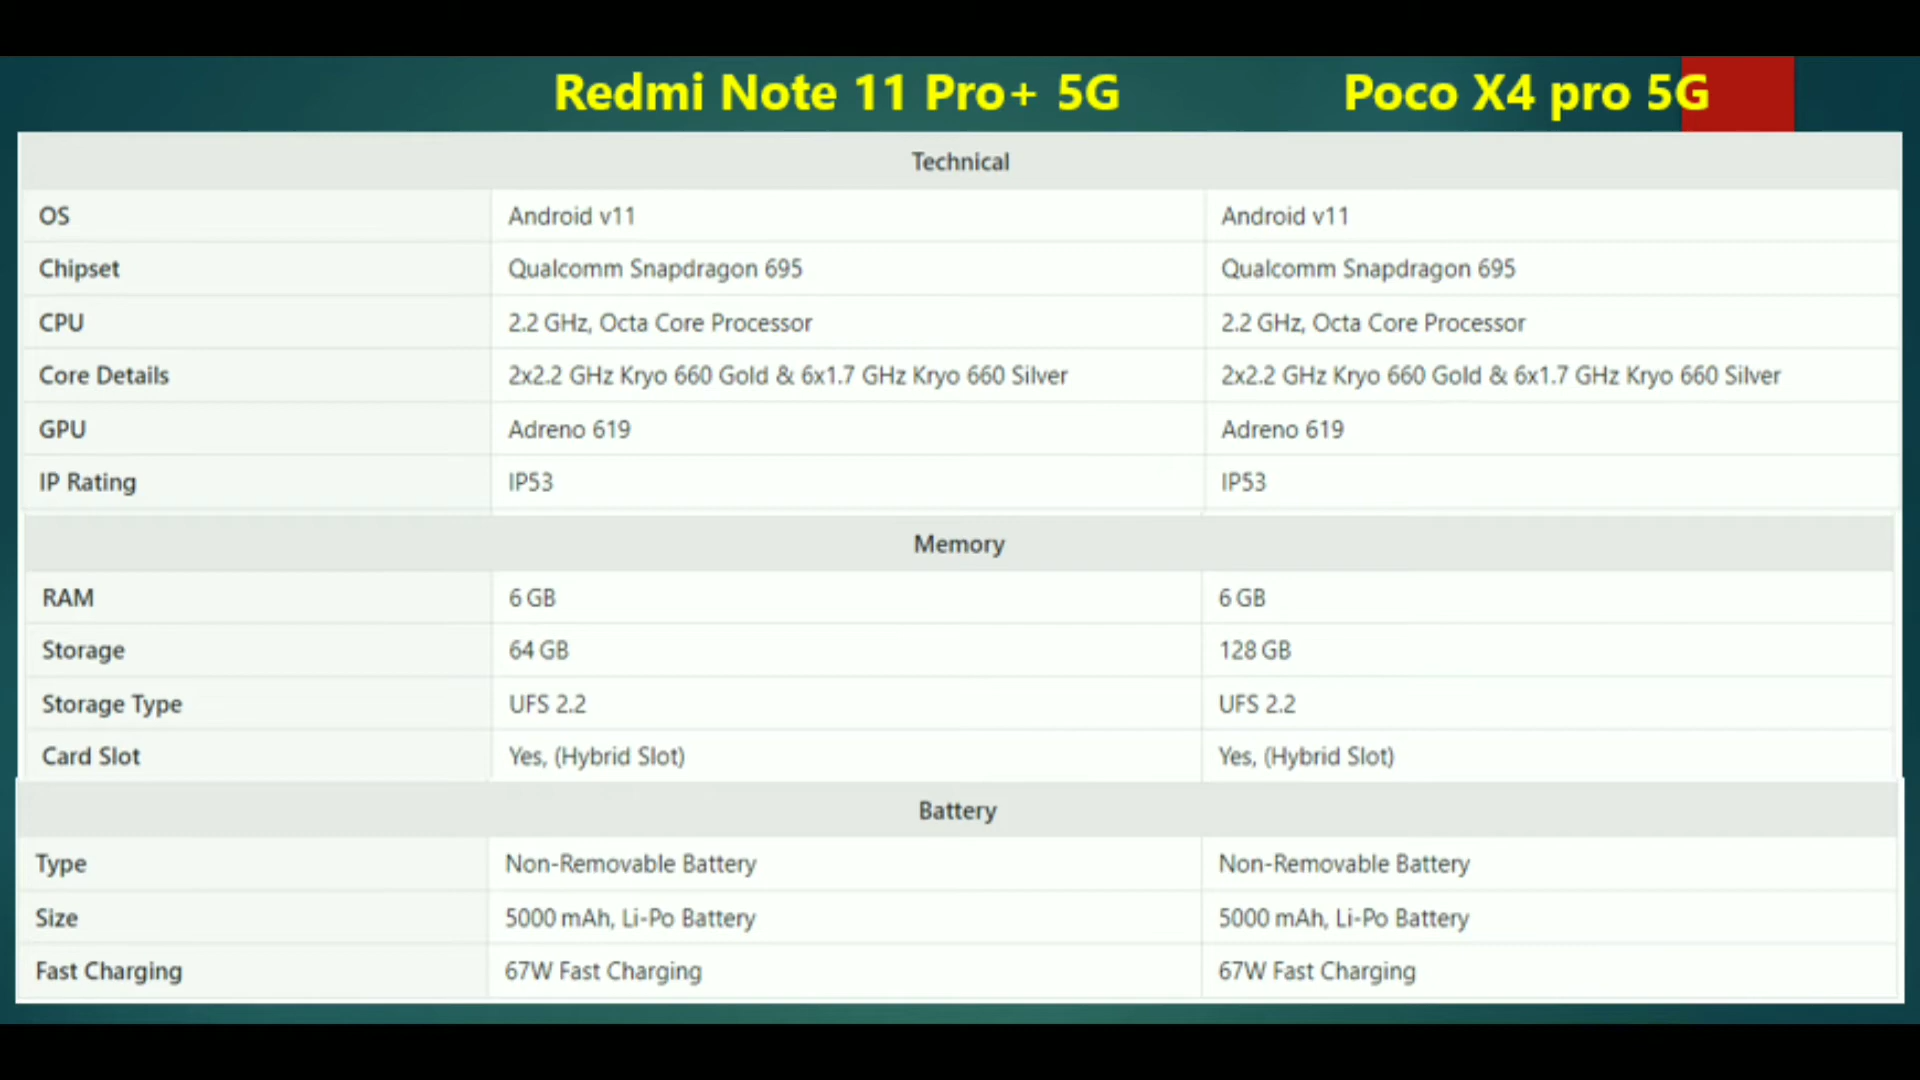 Redmi Note 11 Pro+ 5G Poco X4 pro 5G
Technical
OS Android v11 Android v11
Chipset Qualcomm Snapdragon 695 Qualcomm Snapdragon 695
CPU 2.2 GHz, Octa Core Processor 2.2 GHz, Octa Core Processor
Core Details 2x2.2 GHz Kryo 660 Gold & 6x1.7 GHz Kryo 660 Silver 2x2.2 GHz Kryo 660 Gold & 6x1.7 GHz Kryo 660 Silver
GPU Adreno 619 Adreno 619
IP Rating IP53 IP53
Memory
RAM 6 GB 6 GB
Storage 64 GB 128 GB
Storage Type UFS 2.2 UFS 2.2
Card Slot Yes, (Hybrid Slot) Yes, (Hybrid Slot)
Battery
Type Non-Removable Battery Non-Removable Battery
Size 5000 mAh, Li-Po Battery 5000 mAh, Li-Po Battery
Fast Charging 67W Fast Charging 67W Fast Charging